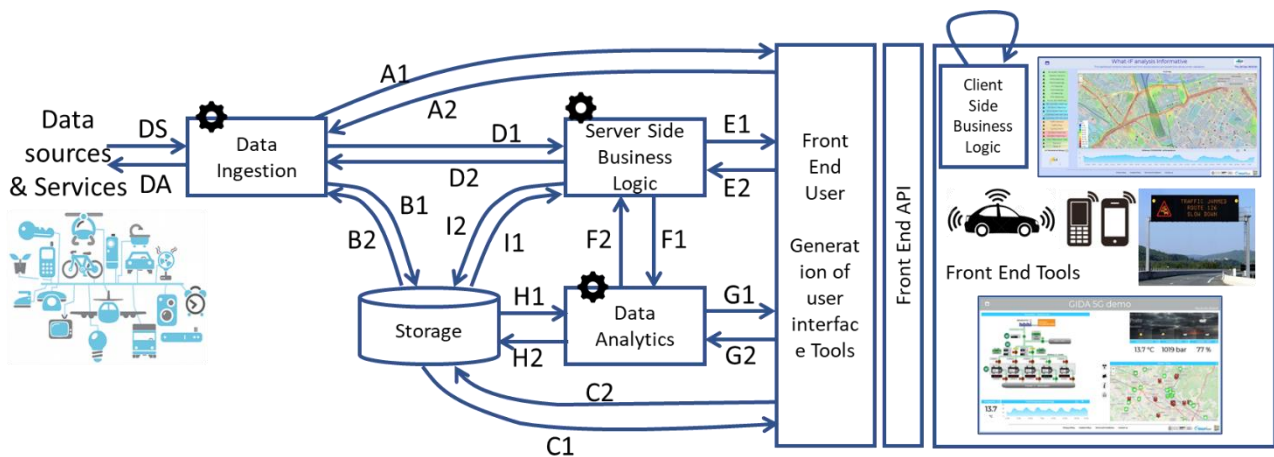 Data
sources
& Services
DS
DA
Data
Ingestion
A1
A2
D1
D2
B1
B2
I2
I1
Server Side
Business
Logic
E1
E2
F2
F1
Storage
H1
H2
Data
Analytics
G1
G2
C2
C1
Front
End
User
Generat
ion of
user
interfac
e Tools
Front End API
Client
Side
Business
Logic
What-IF analysis informative
TRAFFIC JAMMED
ROUTE 126
SLOW DOWN
Front End Tools
GIDA 5G demo
13.7 °C
1019 bar
77 %
13.7
°C